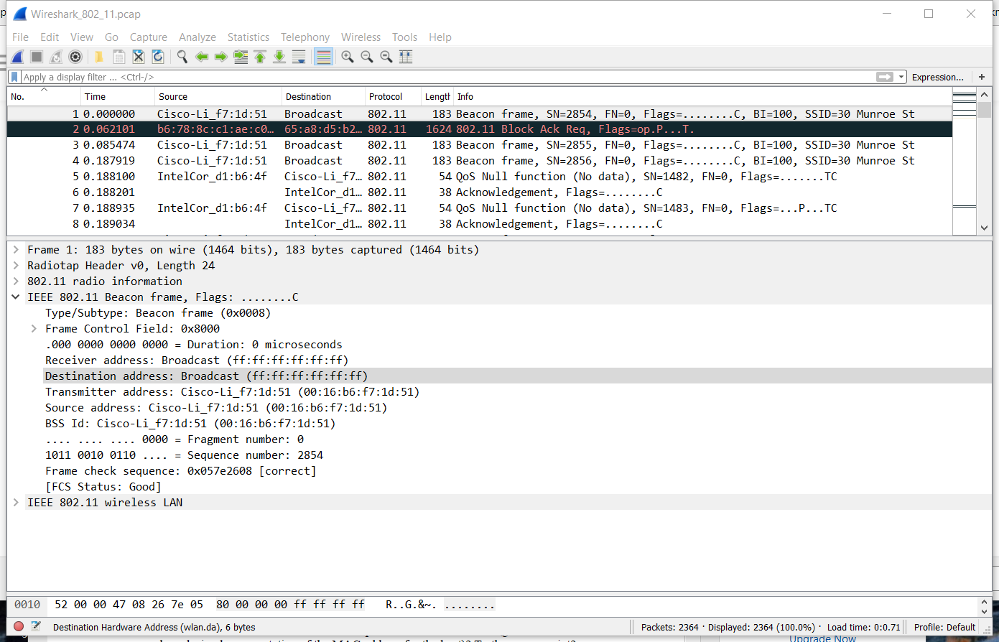 Wireshark_802_11.pcap
File Edit View Go Capture Analyze Statistics Telephony Wireless Tools Help
Apply a display filter ... <Ctrl-/> Expression... +
No. Time Source Destination Protocol Length Info
1 0.000000 Cisco-Li_f7:1d:51 Broadcast 802.11 183 Beacon frame, SN=2854, FN=0, Flags=........C, BI=100, SSID=30 Munroe St
2 0.062101 b6:78:8c:c1:ae:c0… 65:a8:d5:b2… 802.11 1624 802.11 Block Ack Req, Flags=op.P...T.
3 0.085474 Cisco-Li_f7:1d:51 Broadcast 802.11 183 Beacon frame, SN=2855, FN=0, Flags=........C, BI=100, SSID=30 Munroe St
4 0.187919 Cisco-Li_f7:1d:51 Broadcast 802.11 183 Beacon frame, SN=2856, FN=0, Flags=........C, BI=100, SSID=30 Munroe St
5 0.188100 IntelCor_d1:b6:4f Cisco-Li_f7… 802.11 54 QoS Null function (No data), SN=1482, FN=0, Flags=.......TC
6 0.188201 IntelCor_d1… 802.11 38 Acknowledgement, Flags=........C
7 0.188935 IntelCor_d1:b6:4f Cisco-Li_f7… 802.11 54 QoS Null function (No data), SN=1483, FN=0, Flags=...P...TC
8 0.189034 IntelCor_d1… 802.11 38 Acknowledgement, Flags=........C
Frame 1: 183 bytes on wire (1464 bits), 183 bytes captured (1464 bits)
Radiotap Header v0, Length 24
802.11 radio information
IEEE 802.11 Beacon frame, Flags: ........C
Type/Subtype: Beacon frame (0x0008)
Frame Control Field: 0x8000
.000 0000 0000 0000 = Duration: 0 microseconds
Receiver address: Broadcast (ff:ff:ff:ff:ff:ff)
Destination address: Broadcast (ff:ff:ff:ff:ff:ff)
Transmitter address: Cisco-Li_f7:1d:51 (00:16:b6:f7:1d:51)
Source address: Cisco-Li_f7:1d:51 (00:16:b6:f7:1d:51)
BSS Id: Cisco-Li_f7:1d:51 (00:16:b6:f7:1d:51)
.... .... .... 0000 = Fragment number: 0
1011 0010 0110 .... = Sequence number: 2854
Frame check sequence: 0x057e2608 [correct]
[FCS Status: Good]
IEEE 802.11 wireless LAN
0010 52 00 00 47 08 26 7e 05 80 00 00 00 ff ff ff ff R..G.&~. ........
Destination Hardware Address (wlan.da), 6 bytes Packets: 2364 · Displayed: 2364 (100.0%) · Load time: 0:0.71 Profile: Default
Upgrade Now